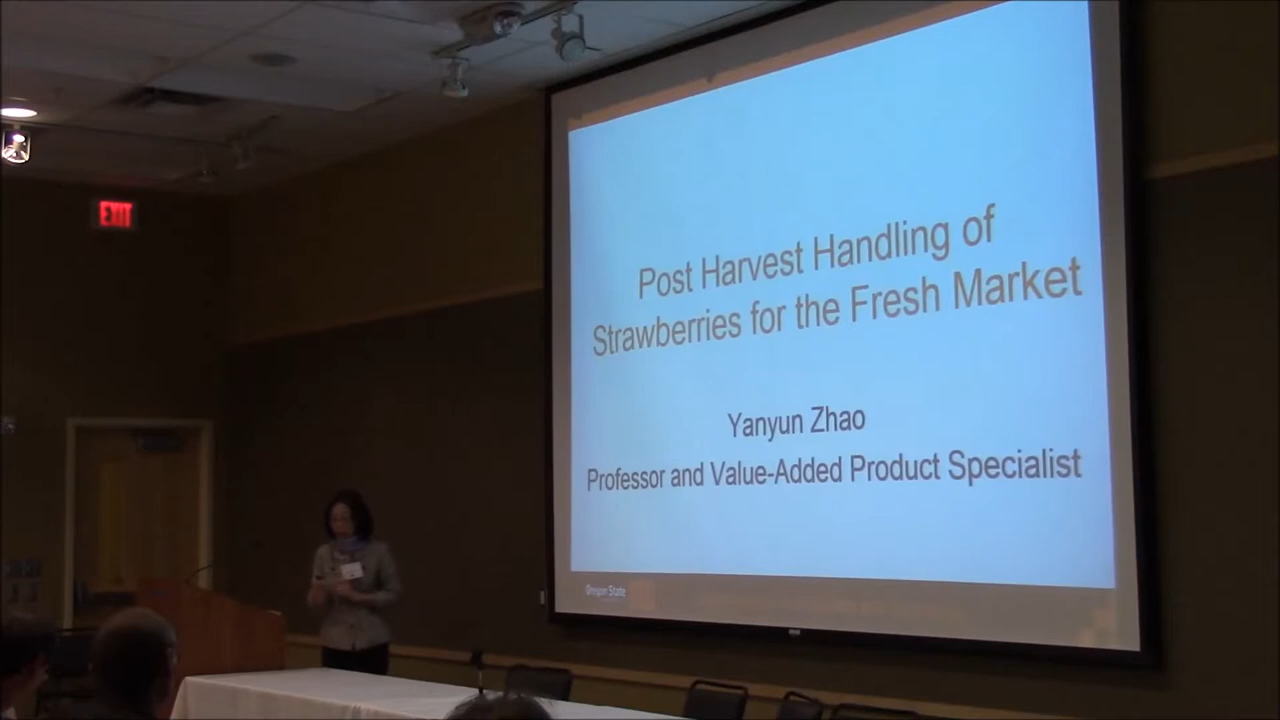 EXIT
Post Harvest Handling of
Strawberries for the Fresh Market
Yanyun Zhao
Professor and Value-Added Product Specialist
Oregon State